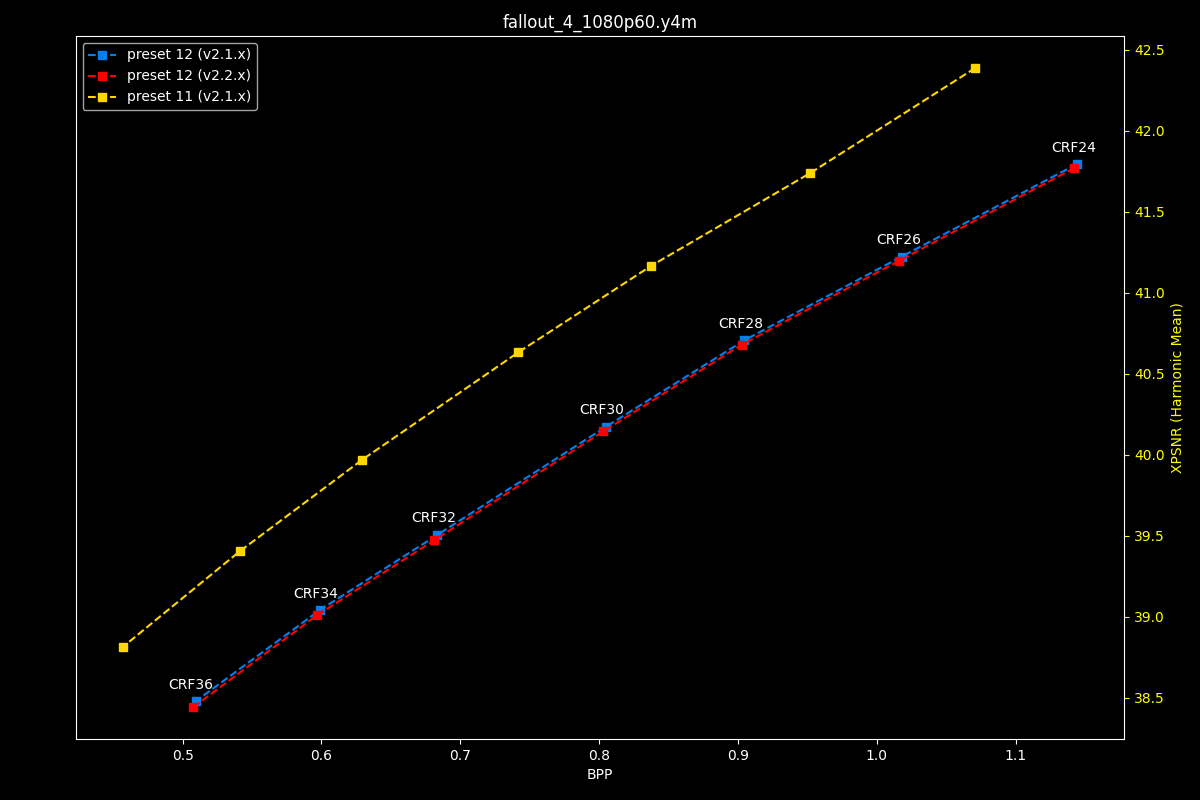 fallout_4_1080p60.y4m
preset 12 (v2.1.x)
preset 12 (v2.2.x)
preset 11 (v2.1.x)
CRF24
CRF26
CRF28
CRF30
CRF32
CRF34
CRF36
42.5
42.0
41.5
41.0
40.5
40.0
39.5
39.0
38.5
XPSNR (Harmonic Mean)
0.5 0.6 0.7 0.8 0.9 1.0 1.1
BPP